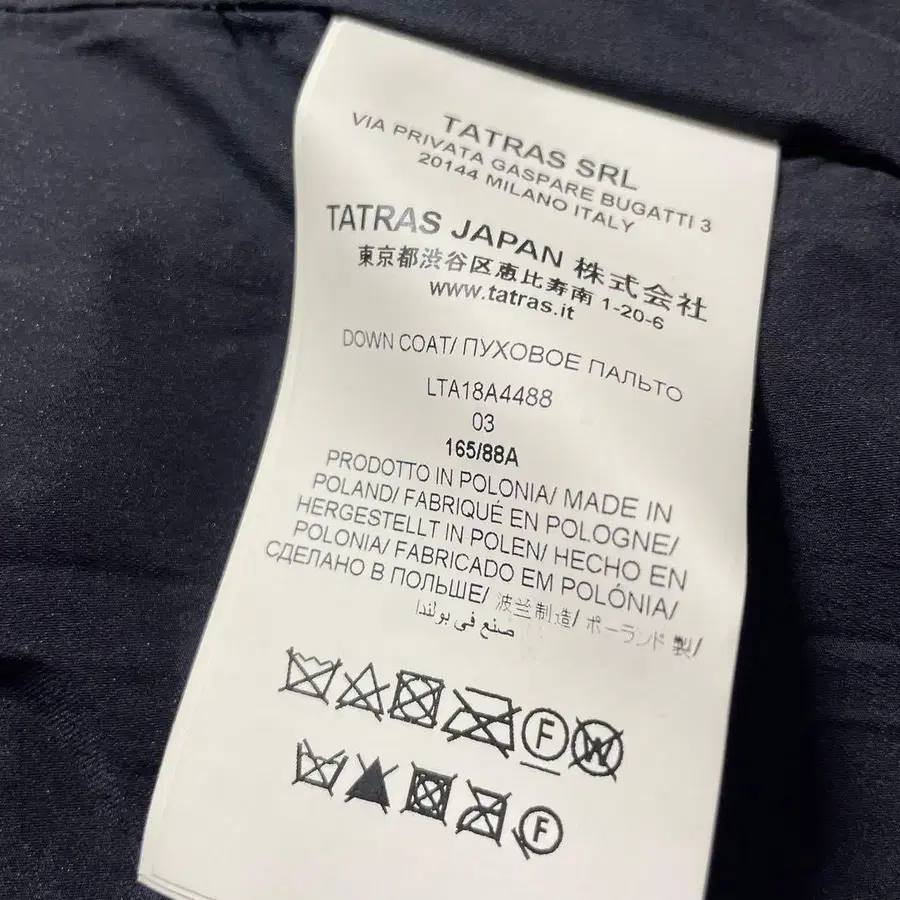 TATRAS SRL
VIA PRIVATA GASPARE BUGATTI 3
20144 MILANO ITALY
TATRAS JAPAN 株式会社
東京都渋谷区恵比寿南 1-20-6
www.tatras.it
DOWN COAT/ ПУХОВОЕ ПАЛЬТО
LTA18A4488
03
165/88A
PRODOTTO IN POLONIA/ MADE IN
POLAND/ FABRIQUÉ EN POLOGNE/
HERGESTELLT IN POLEN/ HECHO EN
POLONIA/ FABRICADO EM POLÓNIA/
СДЕЛАНО В ПОЛЬШЕ/ 波兰制造/ ポーランド 製/
صنع في بولندا
F W
F